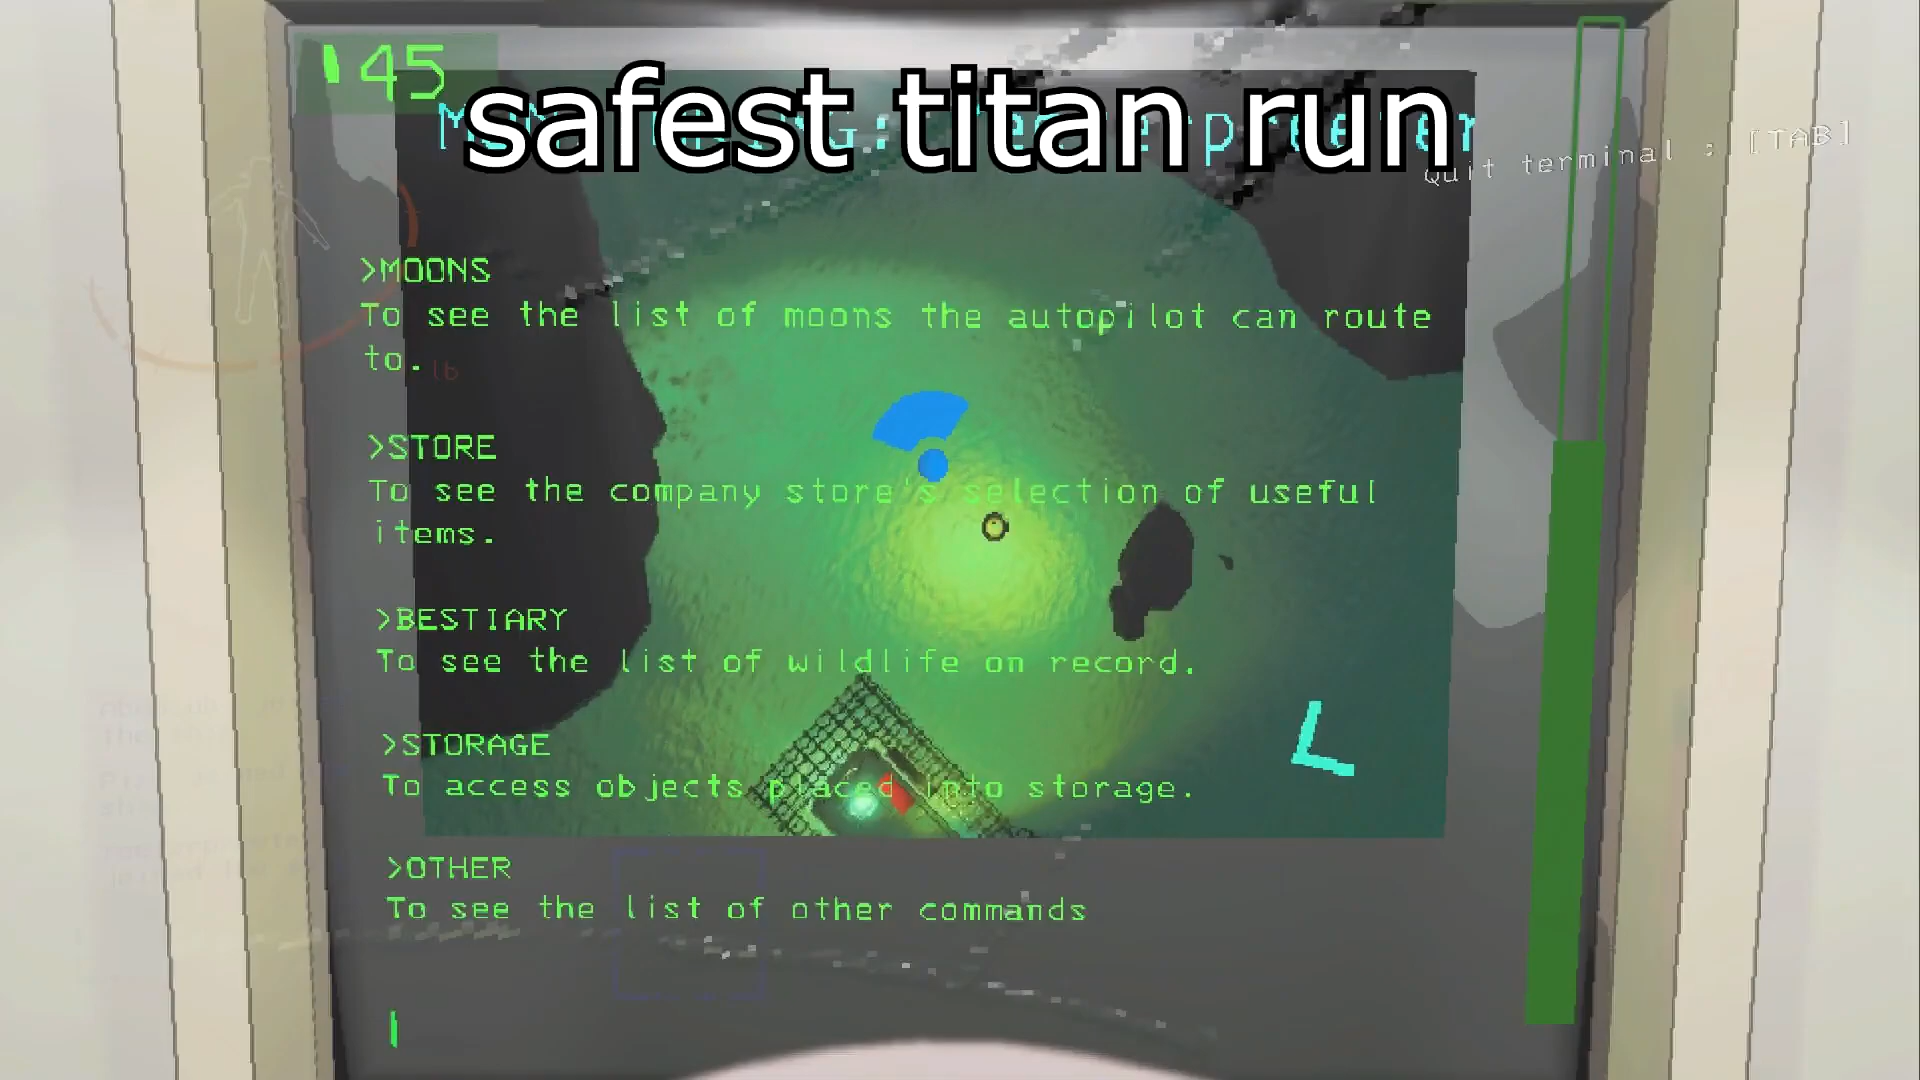 45
safest titan run
Quit terminal : [TAB]
>MOONS
To see the list of moons the autopilot can route
to.
lb
>STORE
To see the company store's selection of useful
items.
>BESTIARY
To see the list of wildlife on record.
>STORAGE
To access objects placed into storage.
>OTHER
To see the list of other commands